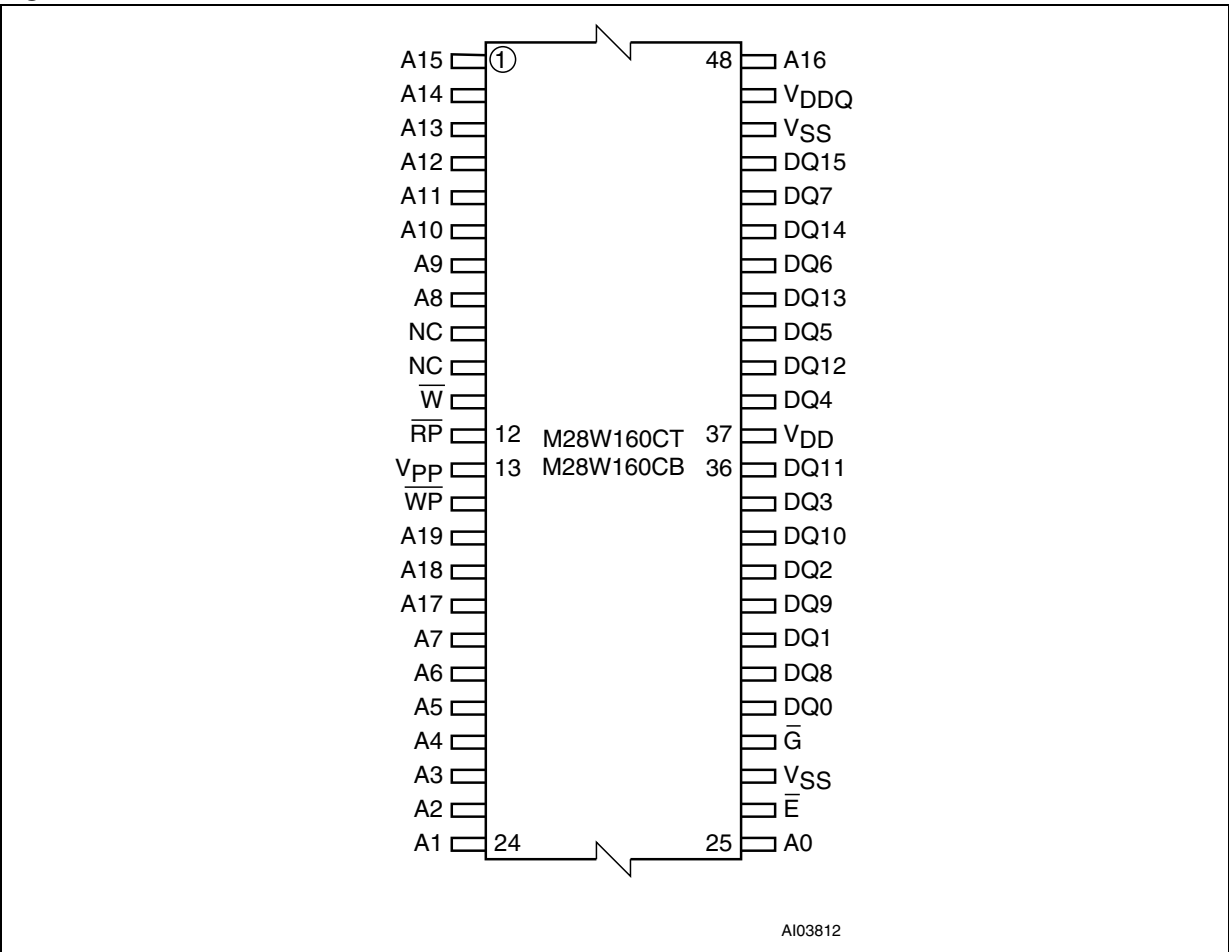 A15 1 48 A16
A14 VDDQ
A13 VSS
A12 DQ15
A11 DQ7
A10 DQ14
A9 DQ6
A8 DQ13
NC DQ5
NC DQ12
W̅ DQ4
R̅P̅ 12 M28W160CT 37 VDD
VPP 13 M28W160CB 36 DQ11
W̅P̅ DQ3
A19 DQ10
A18 DQ2
A17 DQ9
A7 DQ1
A6 DQ8
A5 DQ0
A4 G̅
A3 VSS
A2 E̅
A1 24 25 A0
AI03812